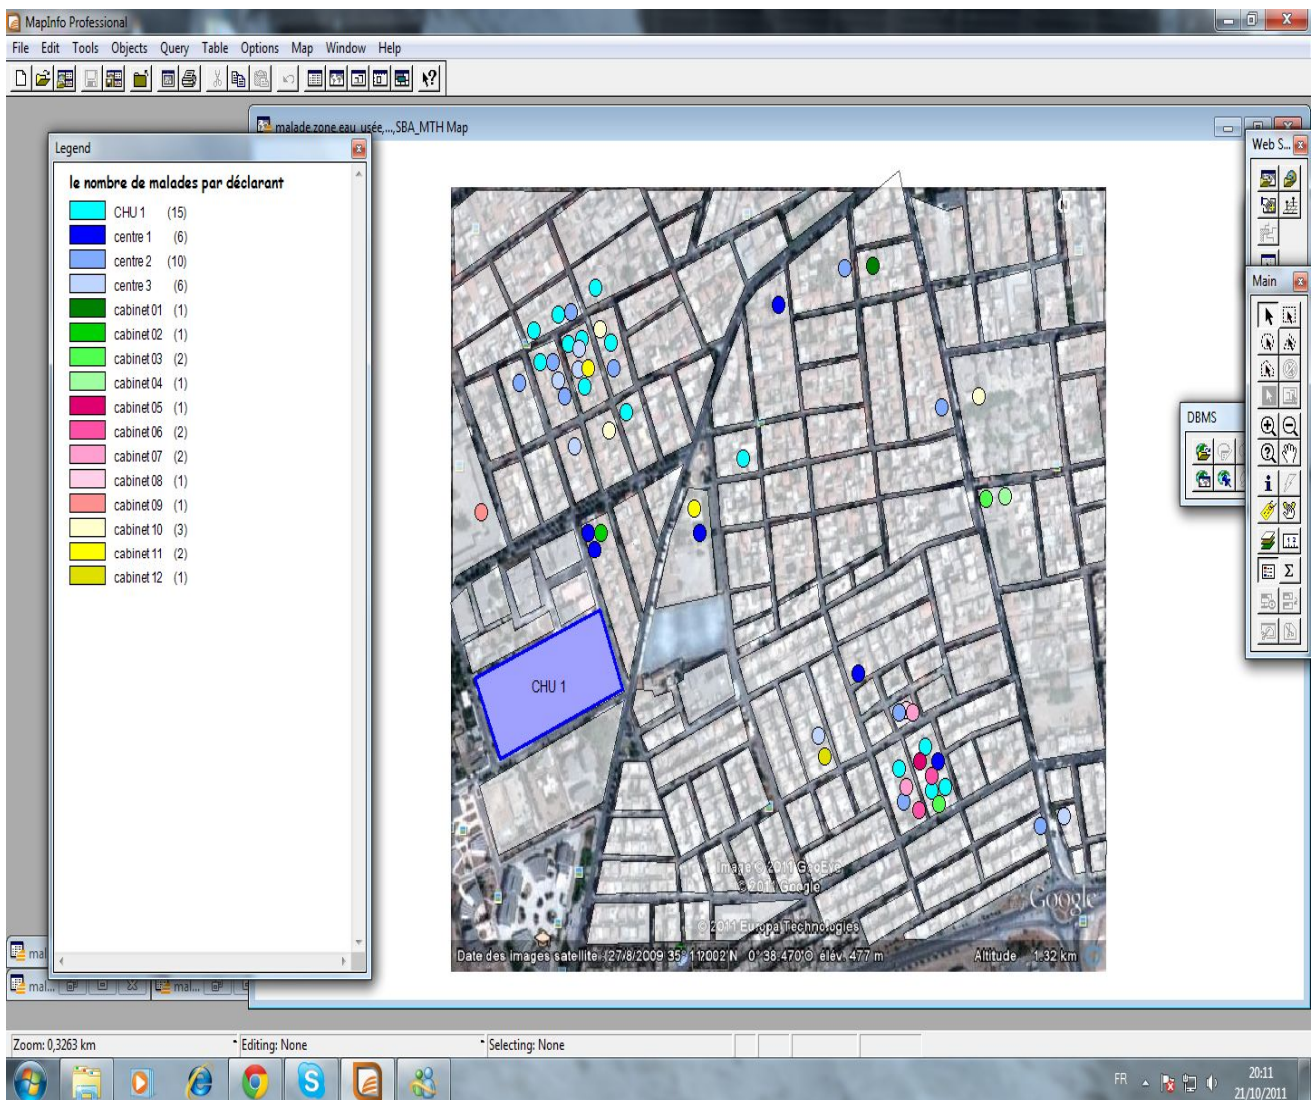 MapInfo Professional
File Edit Tools Objects Query Table Options Map Window Help
malade zone eau usée,...,SBA_MTH Map
Legend
le nombre de malades par déclarant
CHU 1 (15)
centre 1 (6)
centre 2 (10)
centre 3 (6)
cabinet 01 (1)
cabinet 02 (1)
cabinet 03 (2)
cabinet 04 (1)
cabinet 05 (1)
cabinet 06 (2)
cabinet 07 (2)
cabinet 08 (1)
cabinet 09 (1)
cabinet 10 (3)
cabinet 11 (2)
cabinet 12 (1)
Web S...
Main
DBMS
CHU 1
Image © 2011 GeoEye
© 2011 Google
© 2011 Europa Technologies
Google
Date des images satellite : 27/8/2009 35° 11'002"N 0°38.470'O élév. 477 m Altitude 1.32 km
mal
mal... mal...
Zoom: 0,3263 km Editing: None Selecting: None
FR
20:11
21/10/2011